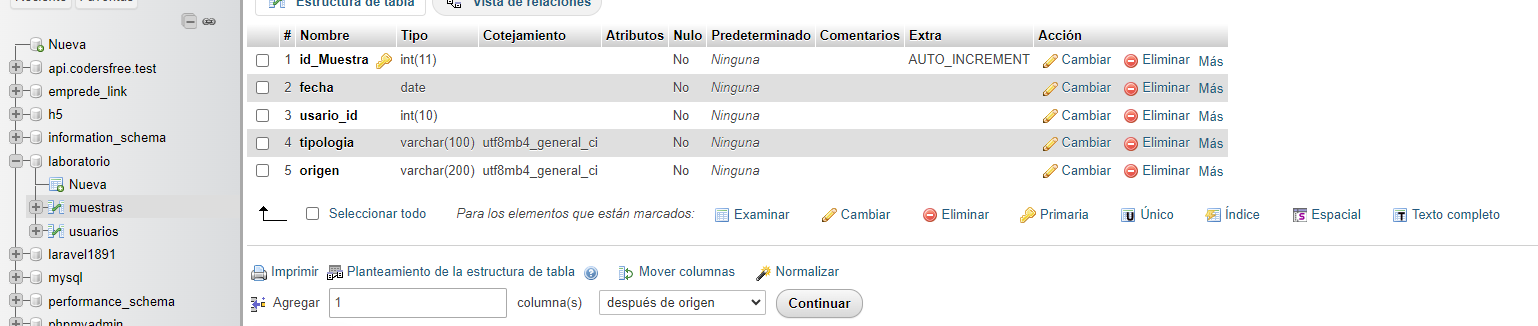 Reciente Favoritas
Nueva
api.codersfree.test
emprede_link
h5
information_schema
laboratorio
Nueva
muestras
usuarios
laravel1891
mysql
performance_schema
phpmyadmin
Estructura de tabla Vista de relaciones
# Nombre Tipo Cotejamiento Atributos Nulo Predeterminado Comentarios Extra Acción
1 id_Muestra int(11) No Ninguna AUTO_INCREMENT Cambiar Eliminar Más
2 fecha date No Ninguna Cambiar Eliminar Más
3 usario_id int(10) No Ninguna Cambiar Eliminar Más
4 tipologia varchar(100) utf8mb4_general_ci No Ninguna Cambiar Eliminar Más
5 origen varchar(200) utf8mb4_general_ci No Ninguna Cambiar Eliminar Más
Seleccionar todo Para los elementos que están marcados: Examinar Cambiar Eliminar Primaria Único Índice Espacial Texto completo
Imprimir Planteamiento de la estructura de tabla Mover columnas Normalizar
Agregar 1 columna(s) después de origen Continuar